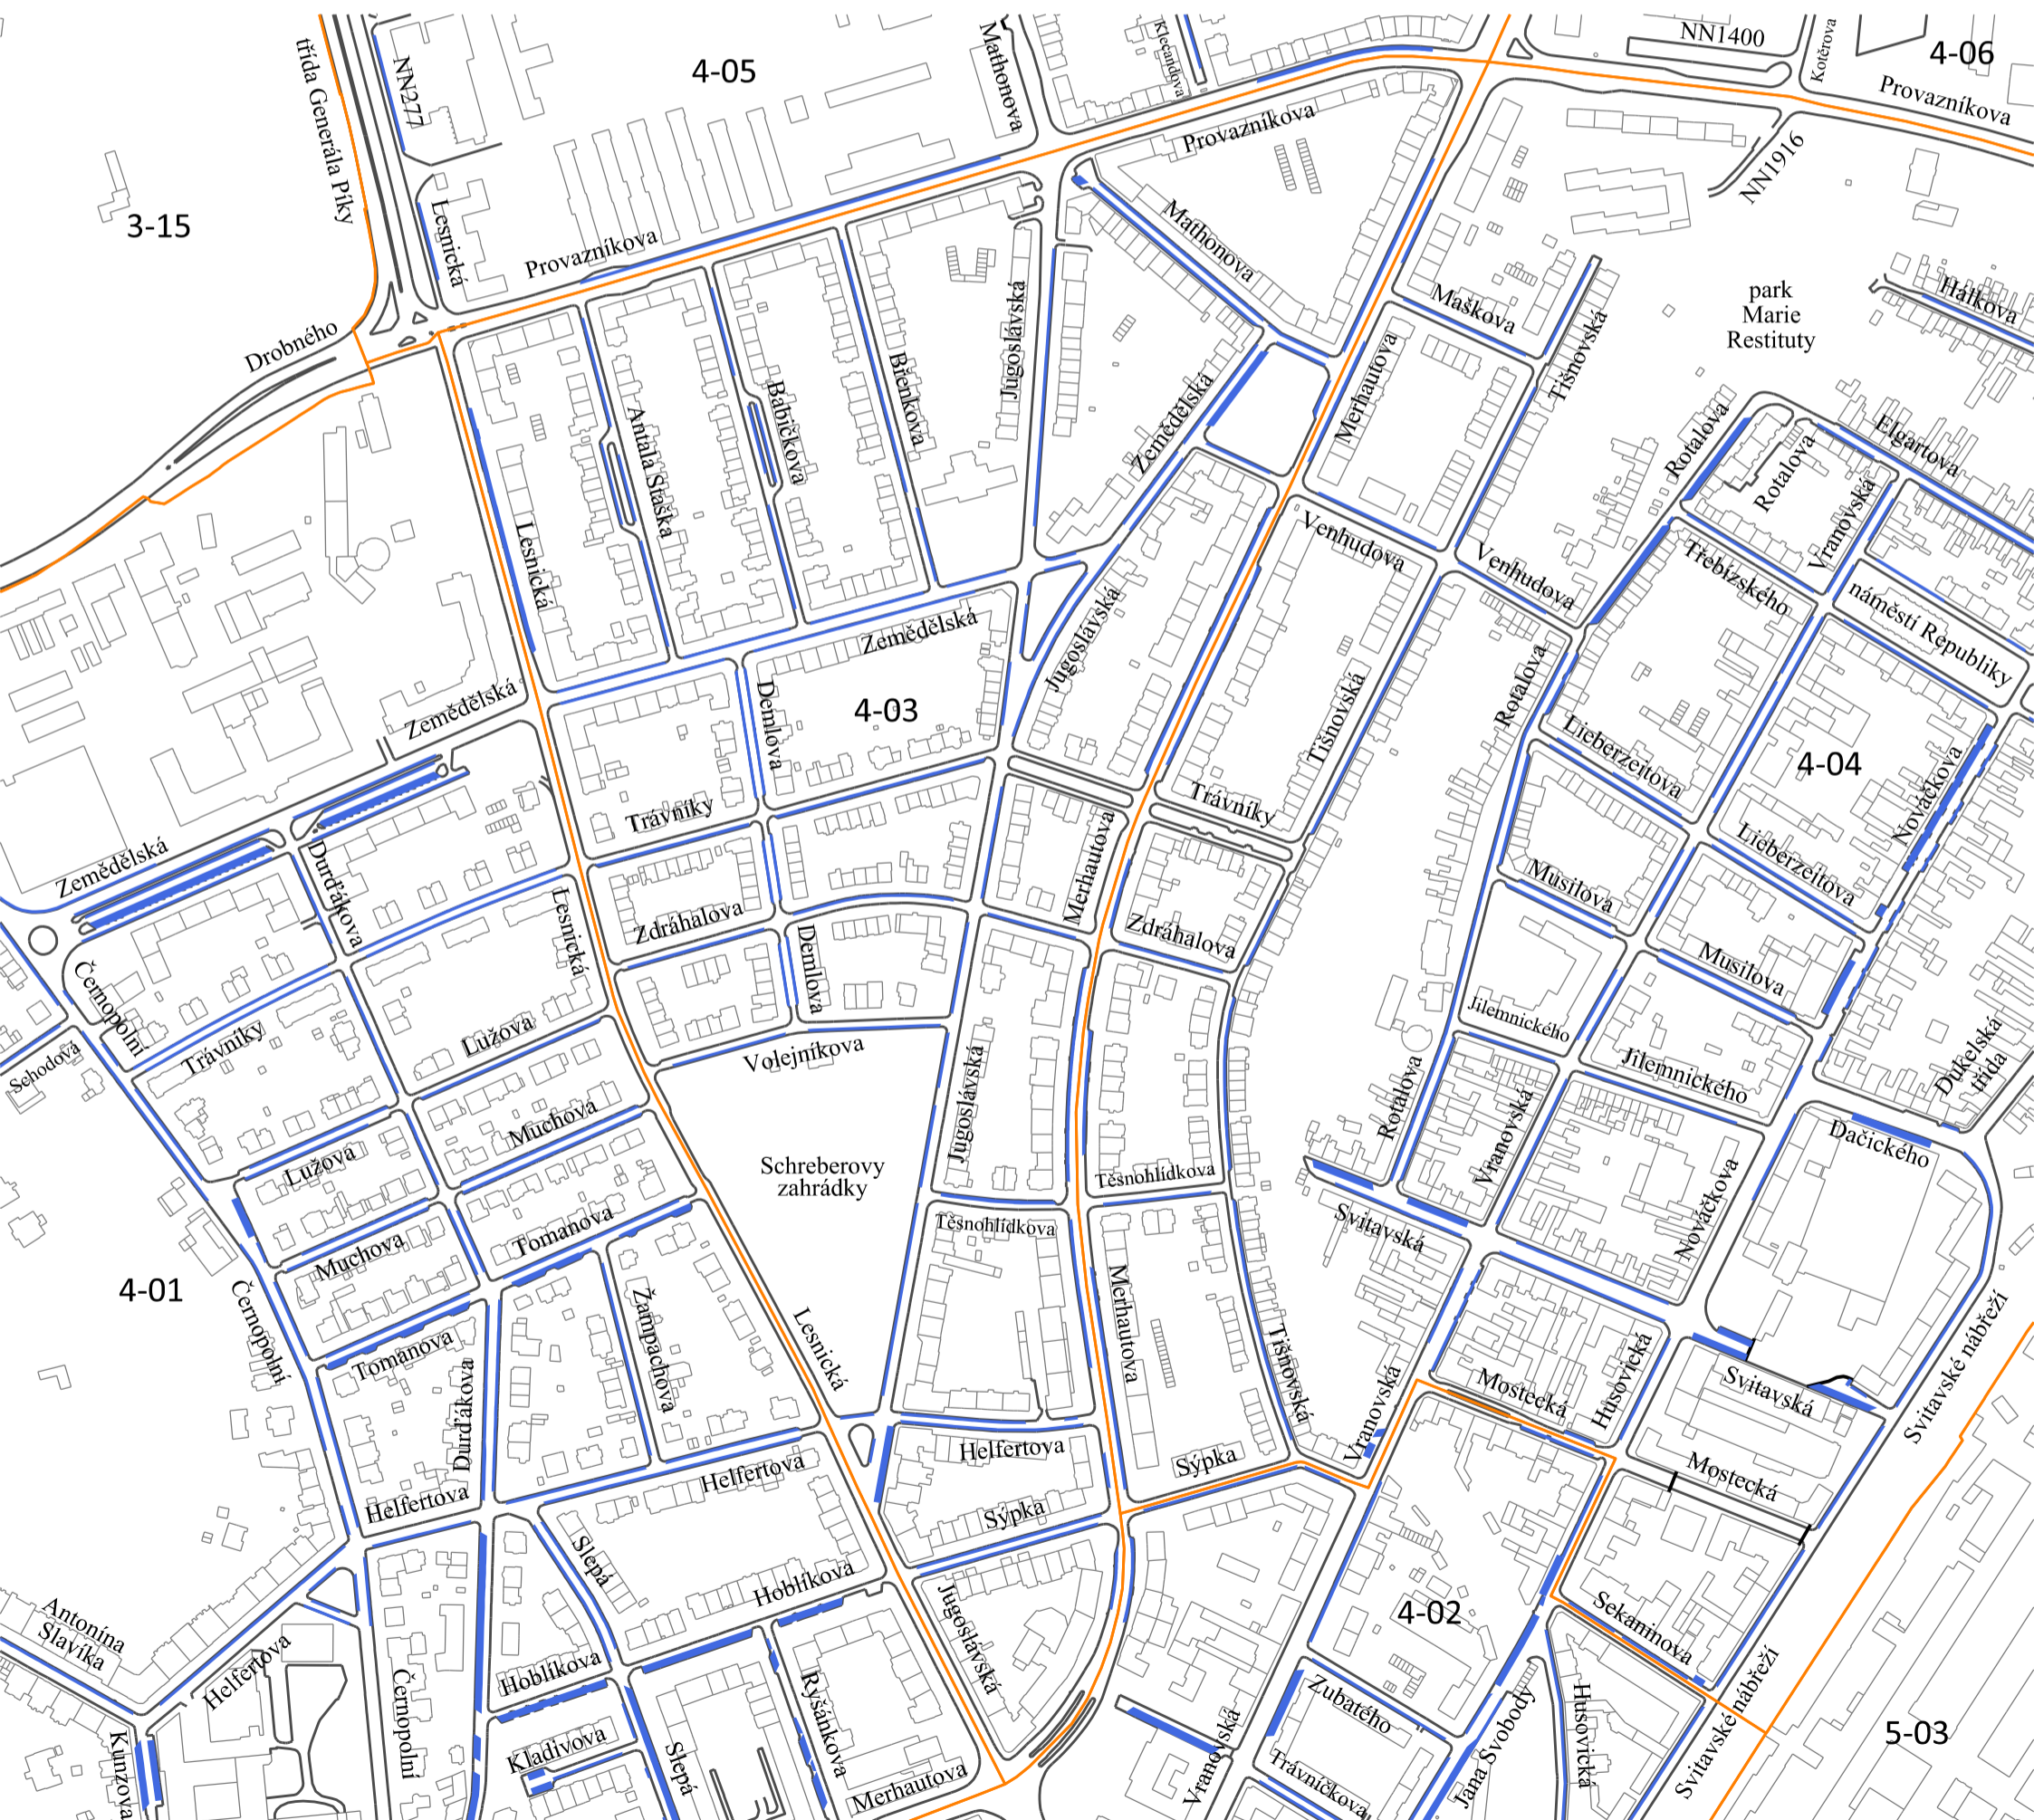 třída Generála Píky
NN277
4-05
Mathonova
Klečandova
NN1400
Kotěrova
4-06
Provazníkova
Provazníkova
NN1916
3-15
Lesnická
Provazníkova
Mathonova
Maškova
park
Marie
Restituty
Drobného
Jugoslávská
Tišnovská
Merhautova
Břenkova
Babičkova
Antala Staška
Zemědělská
Rotalova
Rotalova
Elgartova
Vranovská
Lesnická
Venhudova
Venhudova
Třebízského
náměstí Republiky
Zemědělská
Jugoslávská
Zemědělská
Demlova
4-03
Tišnovská
Rotalova
Lieberzeitova
4-04
Nováčkova
Trávníky
Trávníky
Zemědělská
Durďákova
Merhautova
Lieberzeitova
Musilova
Lesnická
Zdráhalova
Demlova
Zdráhalova
Musilova
Černopolní
Trávníky
Lužova
Volejníkova
Jilemnického
Jilemnického
Schodová
Dukelská
třída
Muchova
Jugoslávská
Rotalova
Vranovská
Dačického
Lužova
Schreberovy
zahrádky
Těsnohlídkova
Těsnohlídkova
Tomanova
Muchova
Svitavská
Nováčkova
4-01
Černopolní
Žampachova
Lesnická
Merhautova
Tišnovská
Vranovská
Mostecká
Husovická
Svitavská
Svitavské nábřeží
Tomanova
Durďákova
Helfertova
Sýpka
Helfertova
Helfertova
Mostecká
Sýpka
Slepá
Hoblíkova
Jugoslávská
4-02
Sekaninova
Antonína
Slavíka
Helfertova
Hoblíkova
Černopolní
Ryšánkova
Zubatého
Husovická
Jana Svobody
Svitavské nábřeží
5-03
Kunzova
Kladivova
Slepá
Merhautova
Vranovská
Trávníčkova